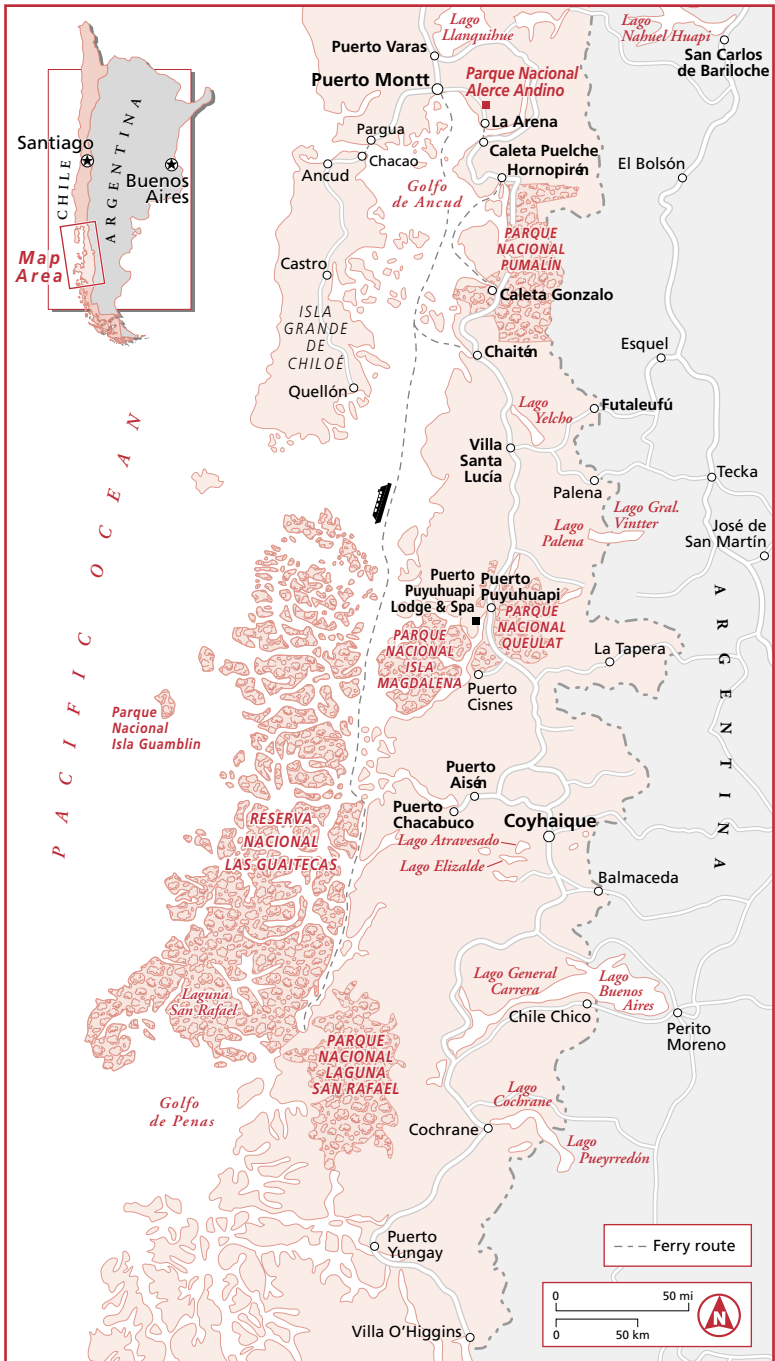 Lago
Llanquihue
Lago
Nahuel Huapi
Puerto Varas
San Carlos
de Bariloche
Puerto Montt
Parque Nacional
Alerce Andino
La Arena
Pargua
Chacao
Caleta Puelche
Ancud
Hornopirén
El Bolsón
Golfo
de Ancud
Santiago
CHILE
ARGENTINA
Buenos
Aires
Map
Area
PARQUE
NACIONAL
PUMALÍN
Castro
Caleta Gonzalo
ISLA
GRANDE
DE
CHILOÉ
Chaitén
Esquel
Quellón
Lago
Yelcho
Futaleufú
Villa
Santa
Lucía
Tecka
Palena
Lago Gral.
Vintter
Lago
Palena
José de
San Martín
PACIFIC OCEAN
Puerto
Puyuhuapi
Lodge & Spa
Puerto
Puyuhuapi
PARQUE
NACIONAL
QUEULAT
PARQUE
NACIONAL
ISLA
MAGDALENA
La Tapera
Puerto
Cisnes
ARGENTINA
Parque
Nacional
Isla Guamblin
Puerto
Aisén
Puerto
Chacabuco
Coyhaique
RESERVA
NACIONAL
LAS GUAITECAS
Lago Atravesado
Lago Elizalde
Balmaceda
Lago General
Carrera
Lago
Buenos
Aires
Laguna
San Rafael
Chile Chico
Perito
Moreno
PARQUE
NACIONAL
LAGUNA
SAN RAFAEL
Golfo
de Penas
Lago
Cochrane
Cochrane
Lago
Pueyrredón
Puerto
Yungay
Ferry route
Villa O'Higgins
0 50 mi
0 50 km
N